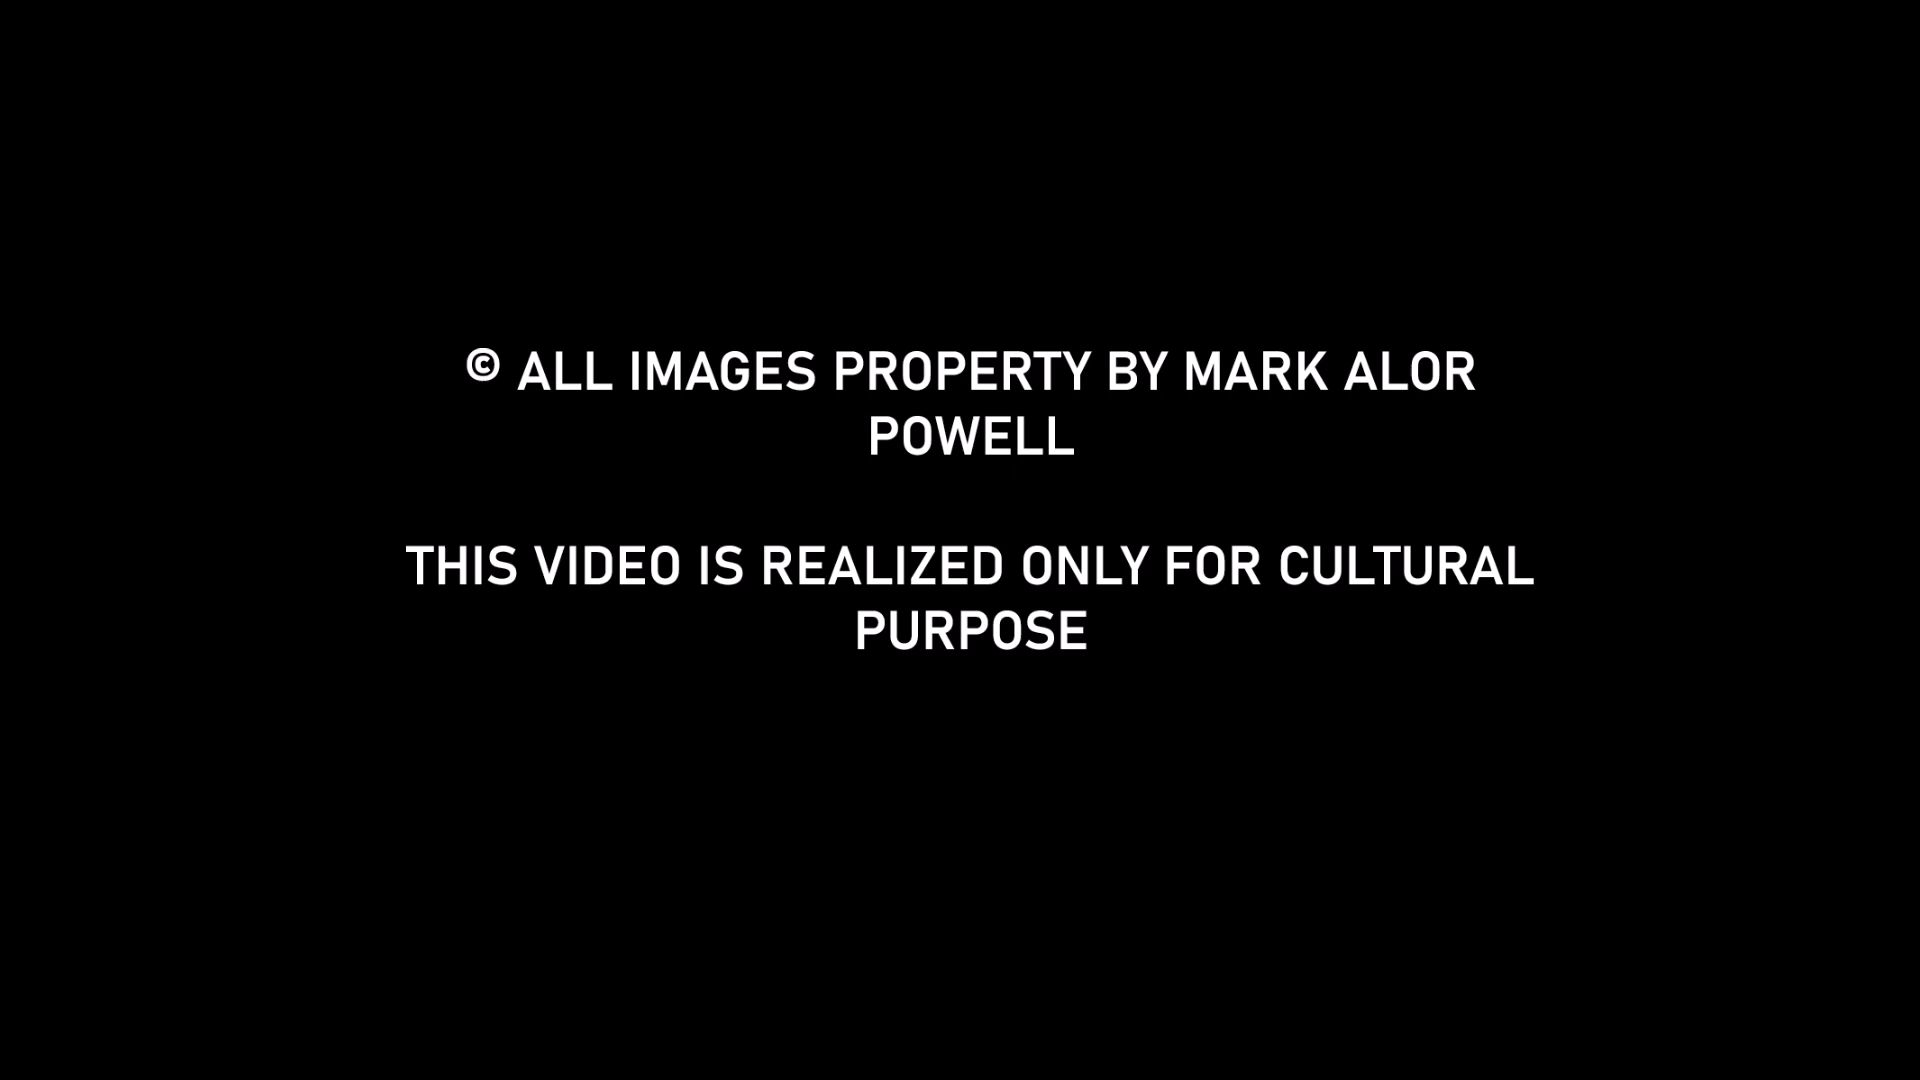 © ALL IMAGES PROPERTY BY MARK ALOR
POWELL
THIS VIDEO IS REALIZED ONLY FOR CULTURAL
PURPOSE